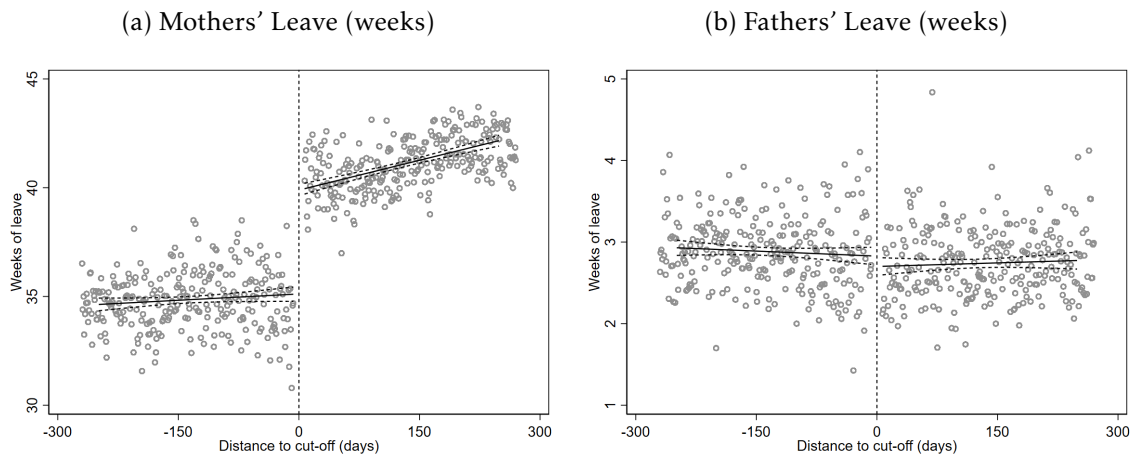 (a) Mothers’ Leave (weeks)
45
40
35
30
Weeks of leave
-300 -150 0 150 300
Distance to cut-off (days)
(b) Fathers’ Leave (weeks)
5
4
3
2
1
Weeks of leave
-300 -150 0 150 300
Distance to cut-off (days)